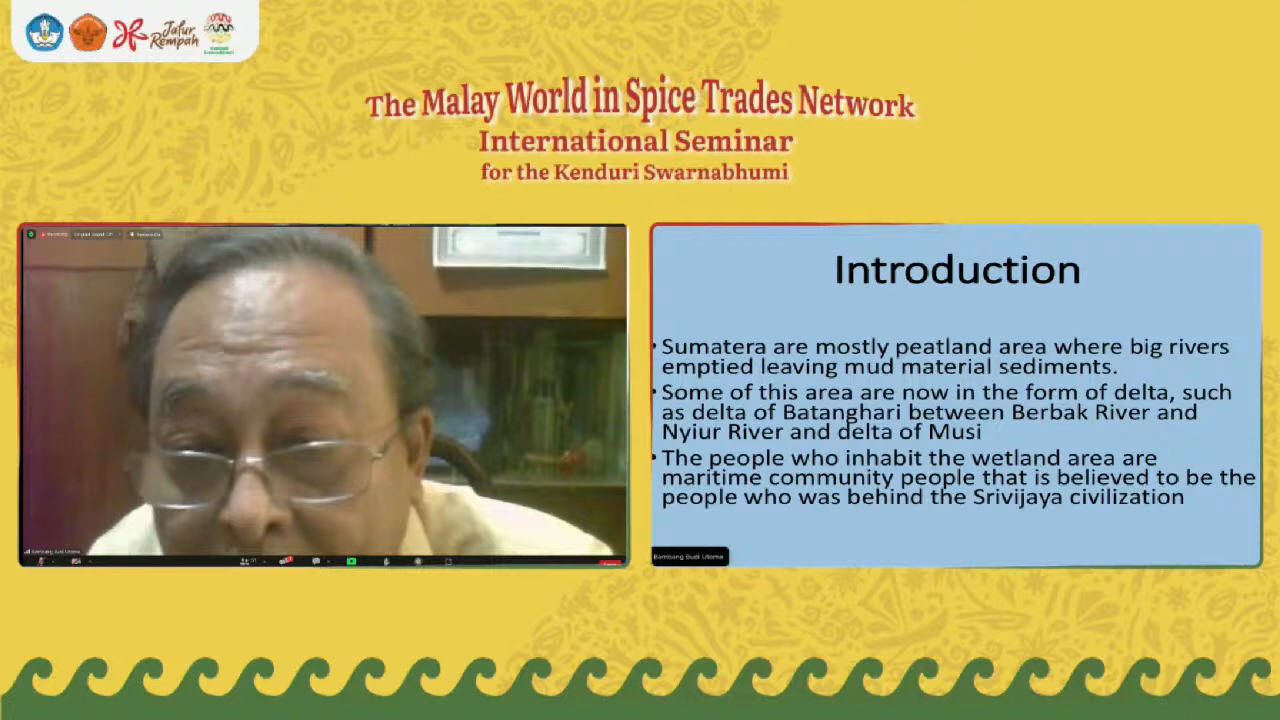 Jalur
Rempah
The Malay World in Spice Trades Network
International Seminar
for the Kenduri Swarnabhumi
Introduction
• Sumatera are mostly peatland area where big rivers
emptied leaving mud material sediments.
• Some of this area are now in the form of delta, such
as delta of Batanghari between Berbak River and
Nyiur River and delta of Musi
• The people who inhabit the wetland area are
maritime community people that is believed to be the
people who was behind the Srivijaya civilization
Bambang Budi Utomo
Bambang Budi Utomo